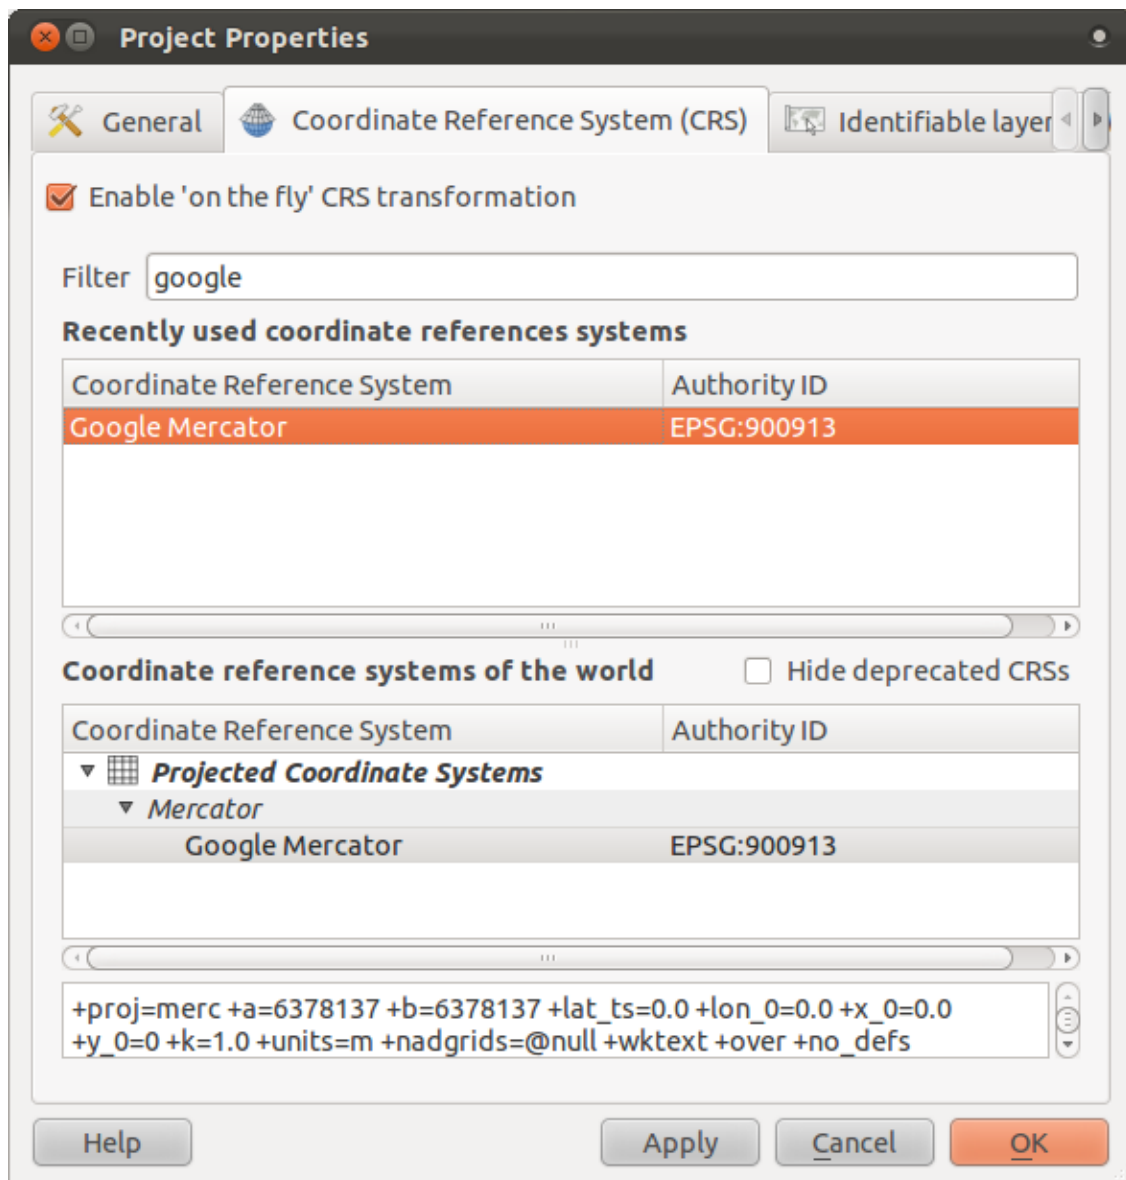 Project Properties
General
Coordinate Reference System (CRS)
Identifiable layer
Enable 'on the fly' CRS transformation
Filter google
Recently used coordinate references systems
Coordinate Reference System Authority ID
Google Mercator EPSG:900913
Coordinate reference systems of the world Hide deprecated CRSs
Coordinate Reference System Authority ID
Projected Coordinate Systems
Mercator
Google Mercator EPSG:900913
+proj=merc +a=6378137 +b=6378137 +lat_ts=0.0 +lon_0=0.0 +x_0=0.0
+y_0=0 +k=1.0 +units=m +nadgrids=@null +wktext +over +no_defs
Help Apply Cancel OK